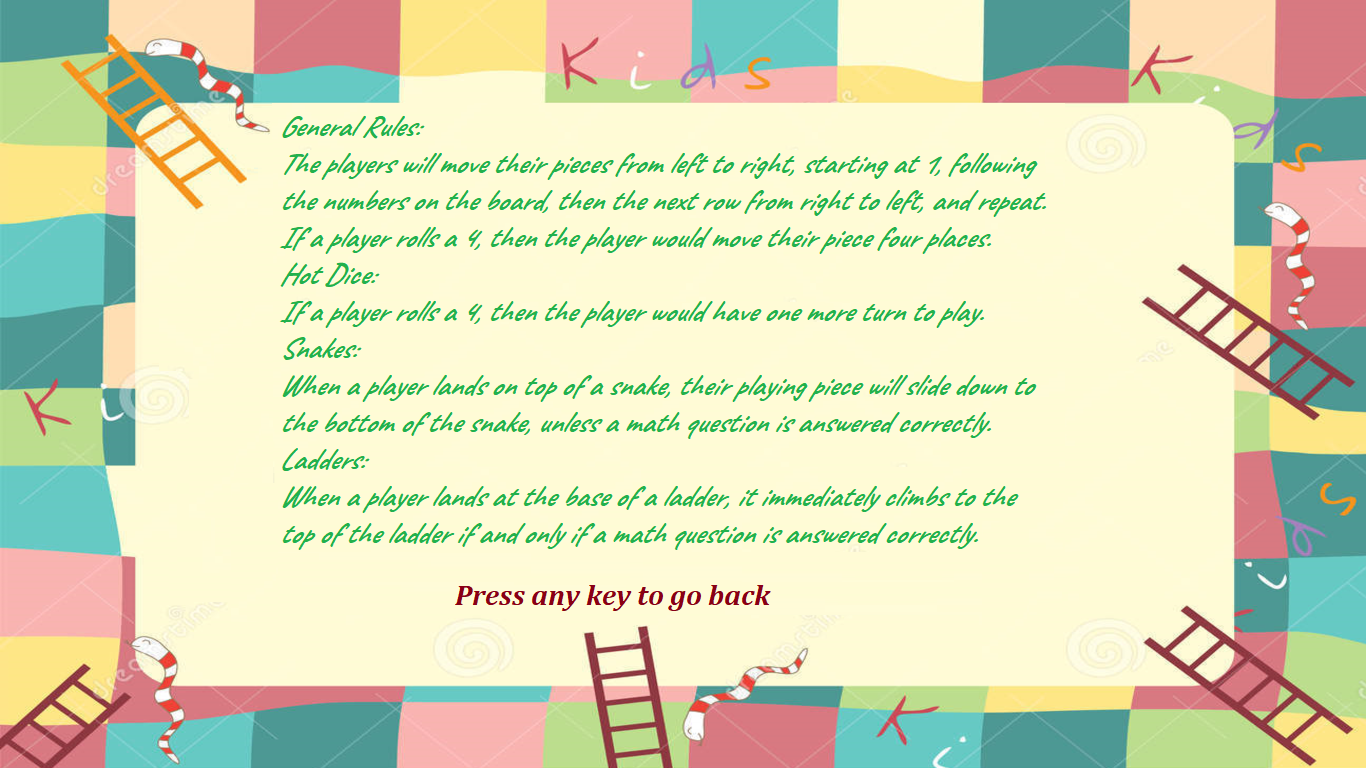 Kids
Kids
General Rules:
The players will move their pieces from left to right, starting at 1, following
the numbers on the board, then the next row from right to left, and repeat.
If a player rolls a 4, then the player would move their piece four places.
Hot Dice:
If a player rolls a 4, then the player would have one more turn to play.
Snakes:
When a player lands on top of a snake, their playing piece will slide down to
the bottom of the snake, unless a math question is answered correctly.
Ladders:
When a player lands at the base of a ladder, it immediately climbs to the
top of the ladder if and only if a math question is answered correctly.
Press any key to go back
Ki
Kids
Ki